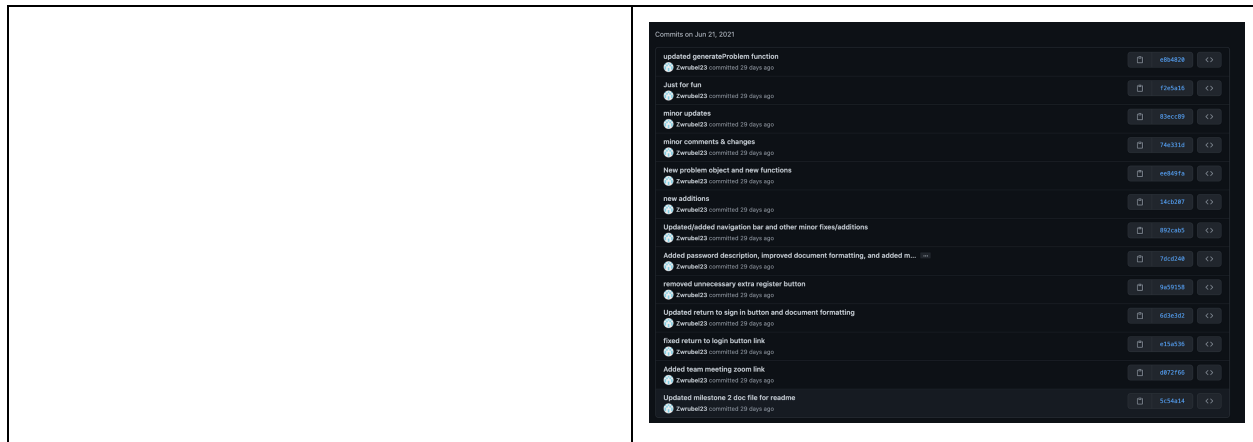 Commits on Jun 21, 2021
updated generateProblem function
Zwrubel23 committed 29 days ago
e0b4820
Just for fun
Zwrubel23 committed 29 days ago
f2e5a16
minor updates
Zwrubel23 committed 29 days ago
83ecc89
minor comments & changes
Zwrubel23 committed 29 days ago
74e331d
New problem object and new functions
Zwrubel23 committed 29 days ago
ee049fa
new additions
Zwrubel23 committed 29 days ago
14cb207
Updated/added navigation bar and other minor fixes/additions
Zwrubel23 committed 29 days ago
092cab5
Added password description, improved document formatting, and added m... ...
Zwrubel23 committed 29 days ago
7dcd240
removed unnecessary extra register button
Zwrubel23 committed 29 days ago
9a59158
Updated return to sign in button and document formatting
Zwrubel23 committed 29 days ago
6d3e3d2
fixed return to login button link
Zwrubel23 committed 29 days ago
e15a536
Added team meeting zoom link
Zwrubel23 committed 29 days ago
d072f66
Updated milestone 2 doc file for readme
Zwrubel23 committed 29 days ago
5c54a14